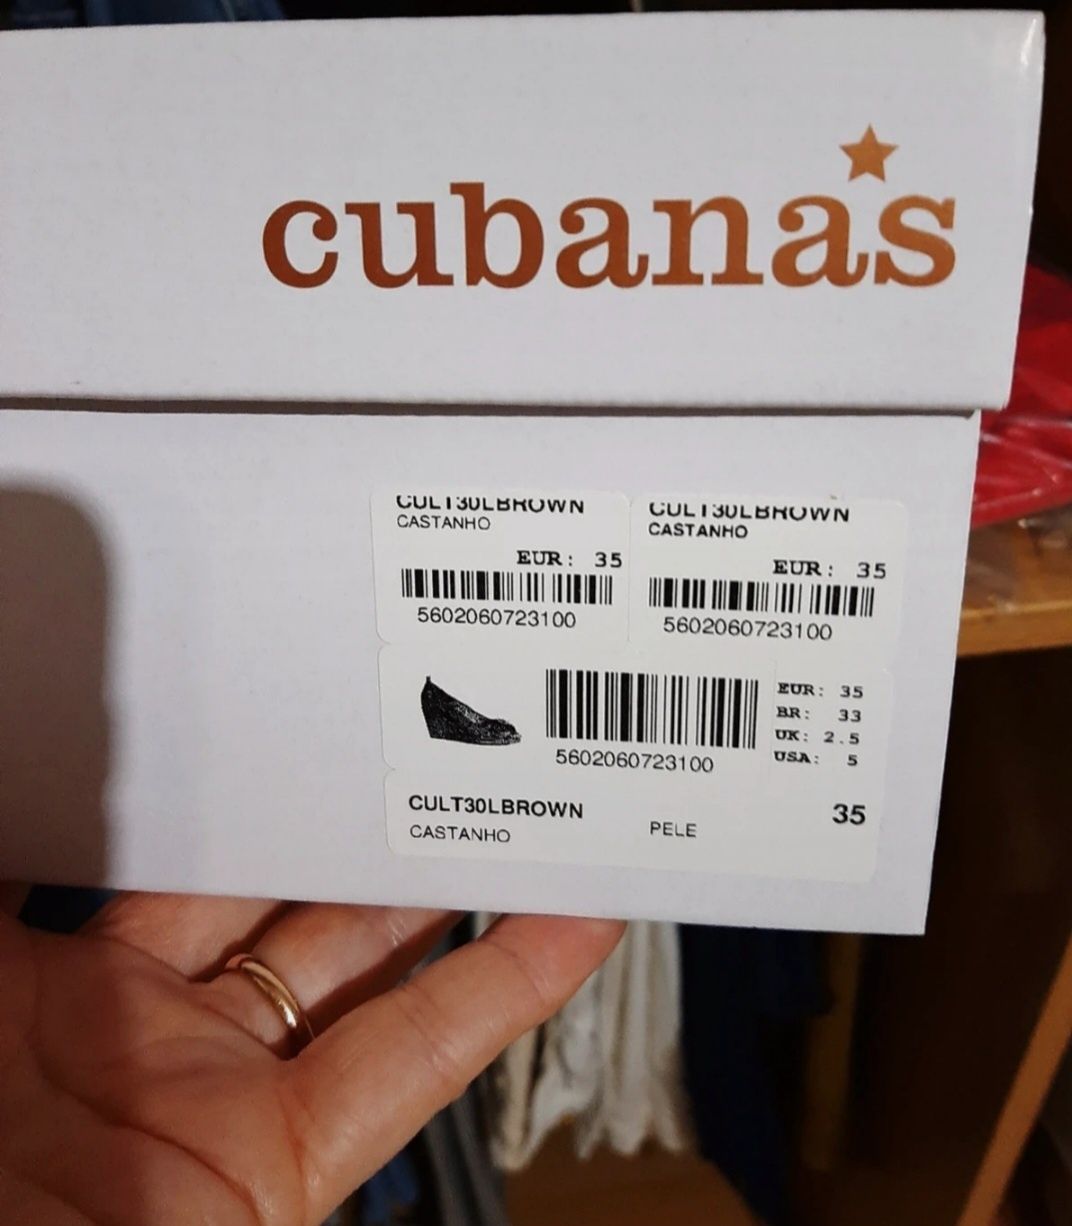 cubanas
CULT30LBROWN
CASTANHO
EUR: 35
5602060723100
CULT30LBROWN
CASTANHO
EUR: 35
5602060723100
5602060723100
EUR: 35
BR: 33
UK: 2.5
USA: 5
CULT30LBROWN
CASTANHO
PELE
35